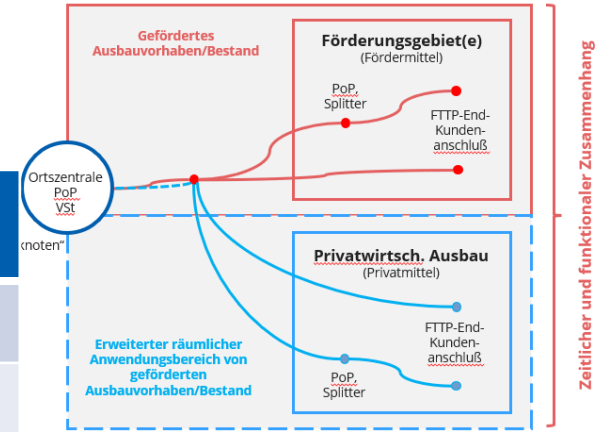 Gefördertes
Ausbauvorhaben/Bestand
Förderungsgebiet(e)
(Fördermittel)
PoP,
Splitter
FTTP-End-
Kunden-
anschluß
Ortszentrale
PoP
VSt
knoten“
Privatwirtsch. Ausbau
(Privatmittel)
FTTP-End-
Kunden-
anschluß
PoP,
Splitter
Erweiterter räumlicher
Anwendungsbereich von
geförderten
Ausbauvorhaben/Bestand
Zeitlicher und funktionaler Zusammenhang